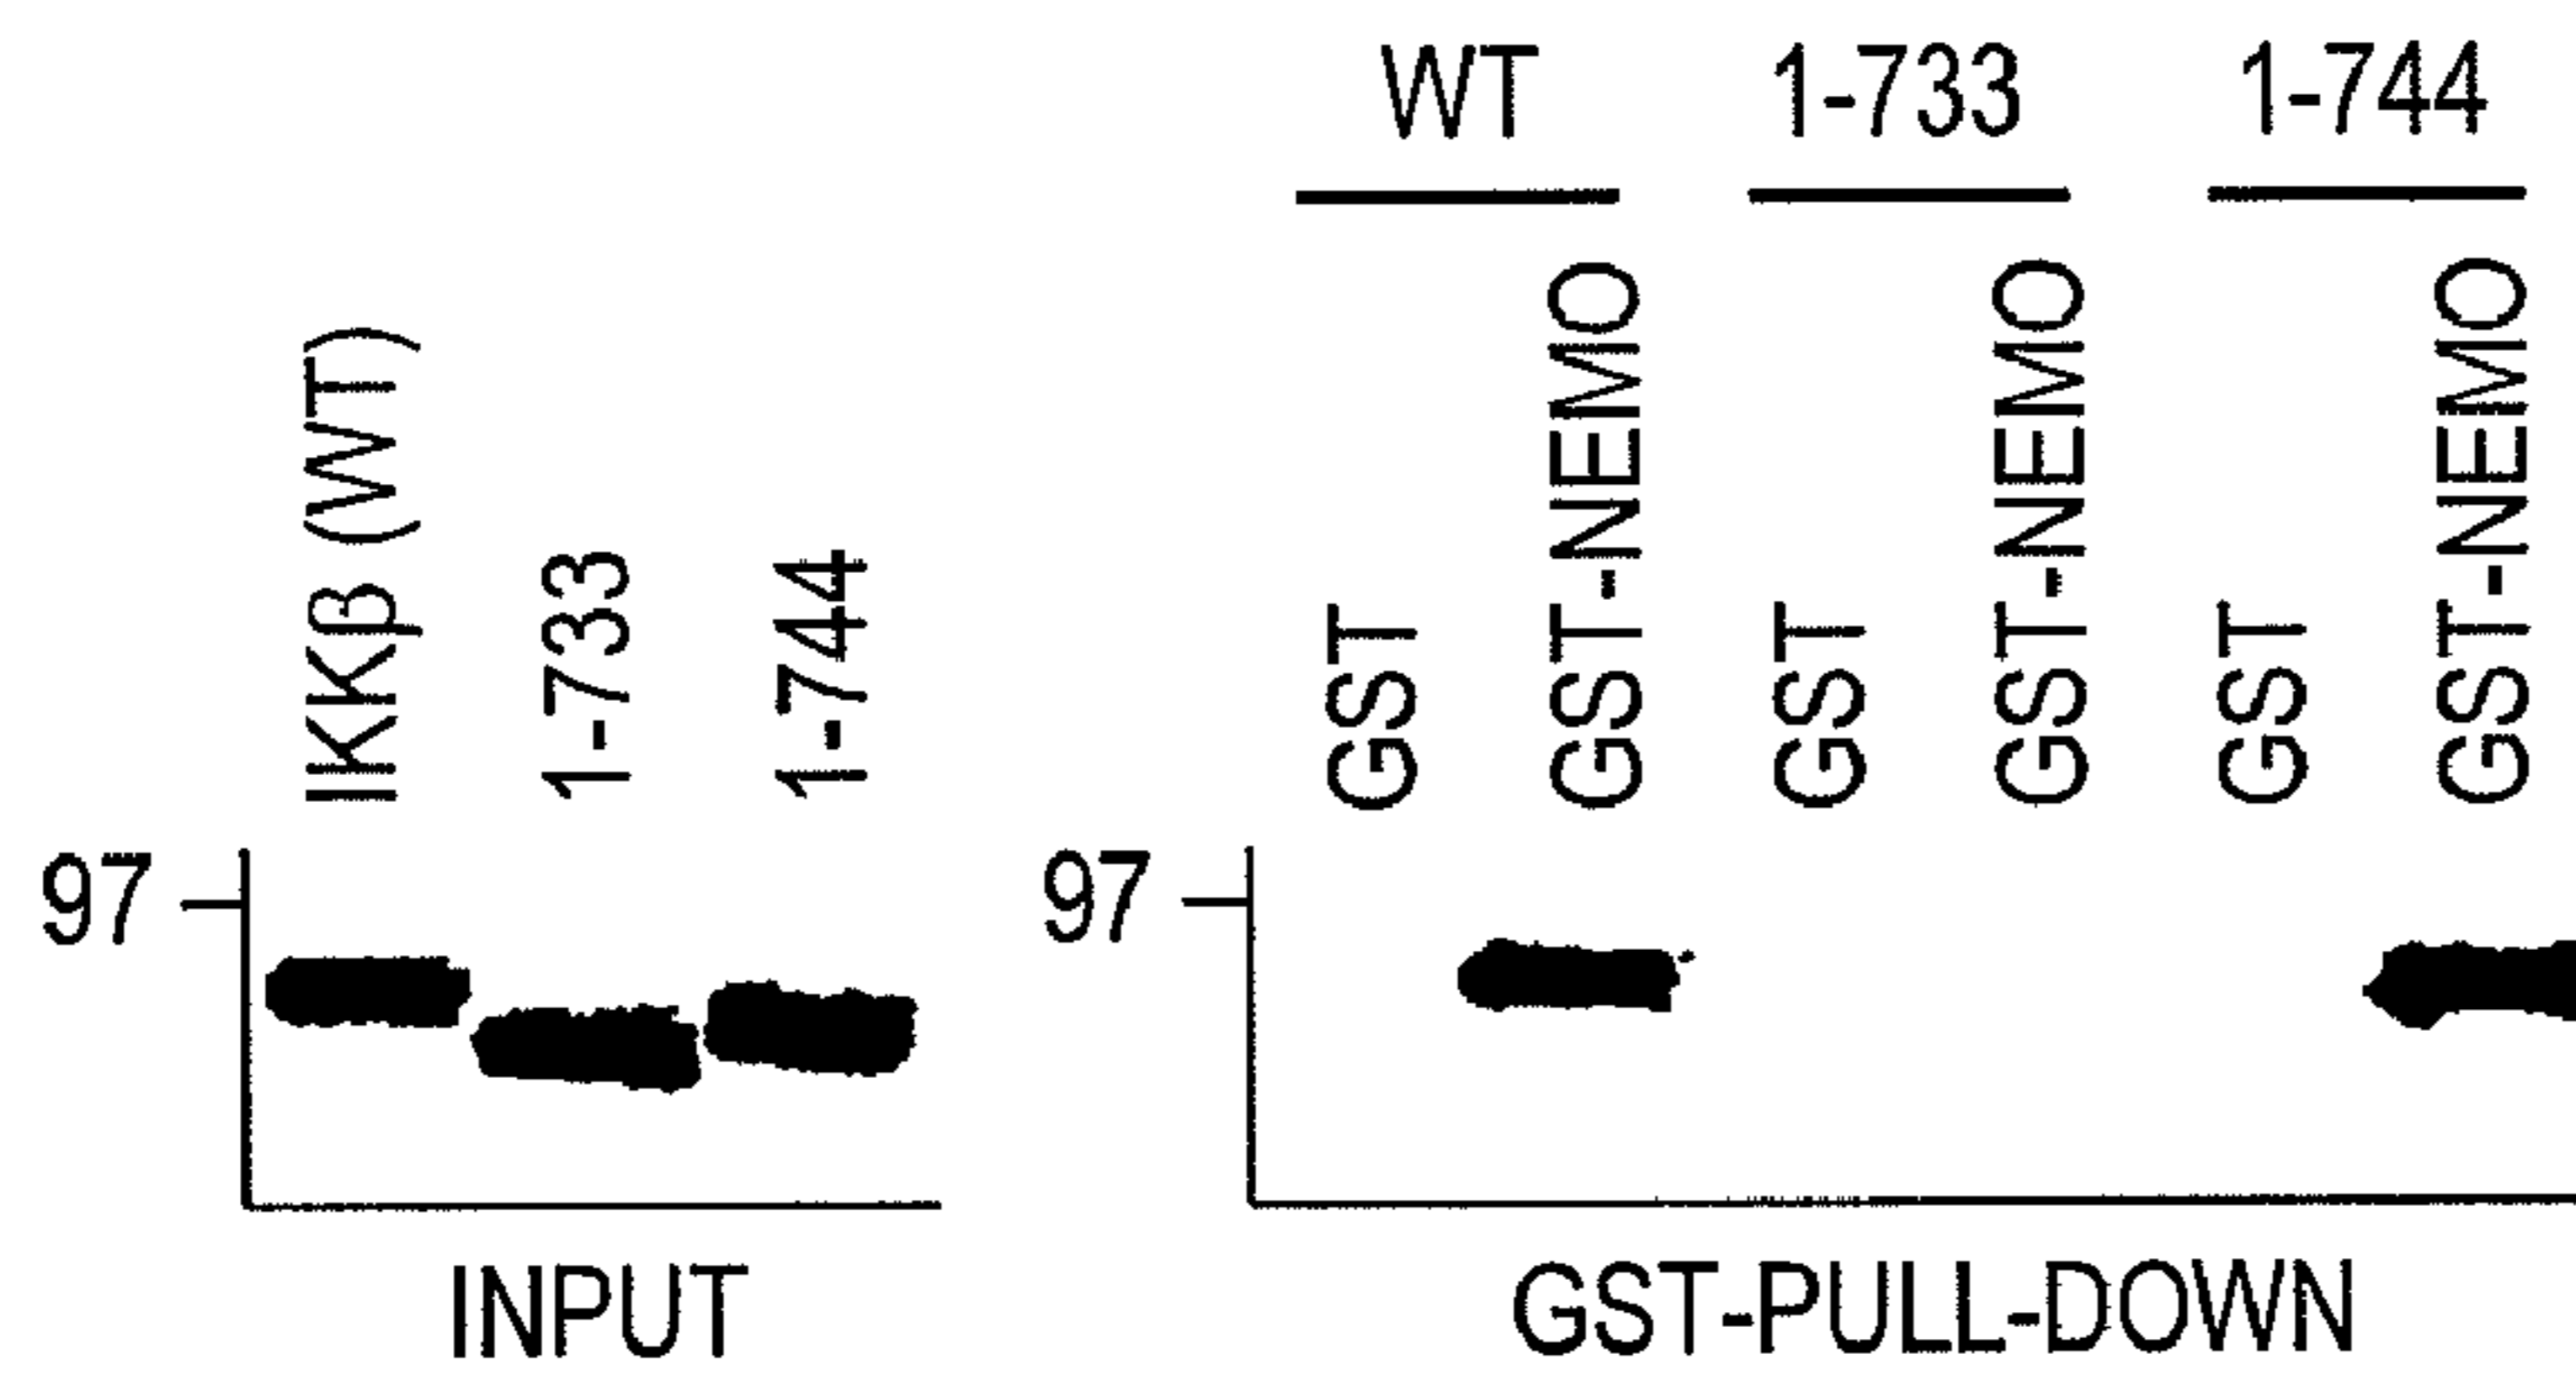 IKKβ (WT)
1-733
1-744
97
INPUT
WT
1-733
1-744
GST
GST-NEMO
GST
GST-NEMO
GST
GST-NEMO
97
GST-PULL-DOWN